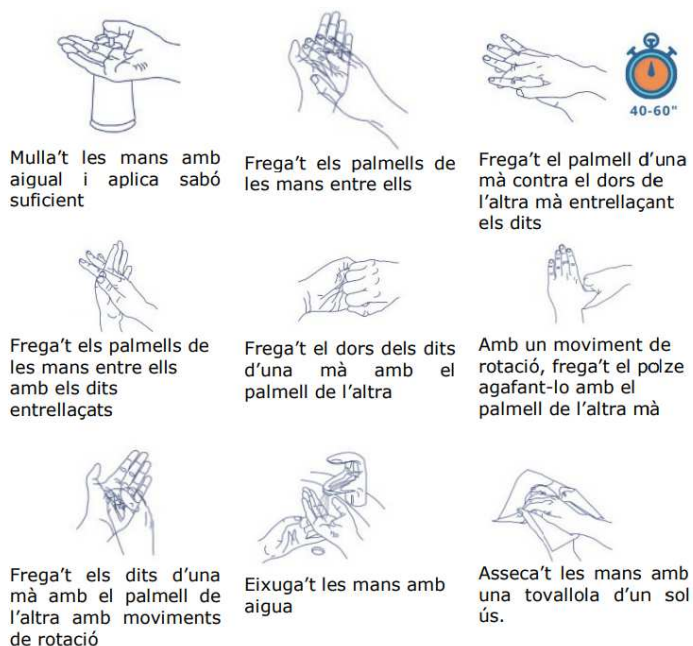 40-60"
Mulla't les mans amb
aigual i aplica sabó
suficient
Frega't els palmells de
les mans entre ells
Frega't el palmell d'una
mà contra el dors de
l'altra mà entrellaçant
els dits
Frega't els palmells de
les mans entre ells
amb els dits
entrellaçats
Frega't el dors dels dits
d'una mà amb el
palmell de l'altra
Amb un moviment de
rotació, frega't el polze
agafant-lo amb el
palmell de l'altra mà
Frega't els dits d'una
mà amb el palmell de
l'altra amb moviments
de rotació
Eixuga't les mans amb
aigua
Asseca't les mans amb
una tovallola d'un sol
ús.